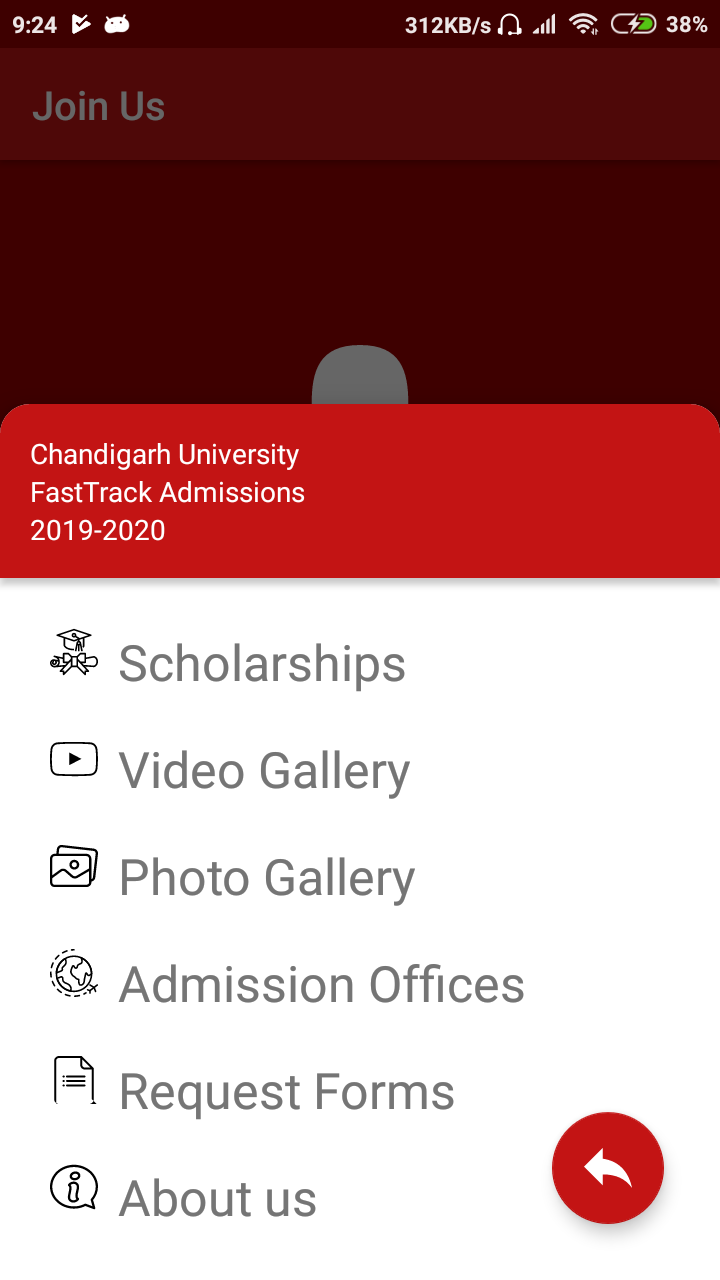 9:24 312KB/s 38%
Join Us
Chandigarh University
FastTrack Admissions
2019-2020
Scholarships
Video Gallery
Photo Gallery
Admission Offices
Request Forms
About us